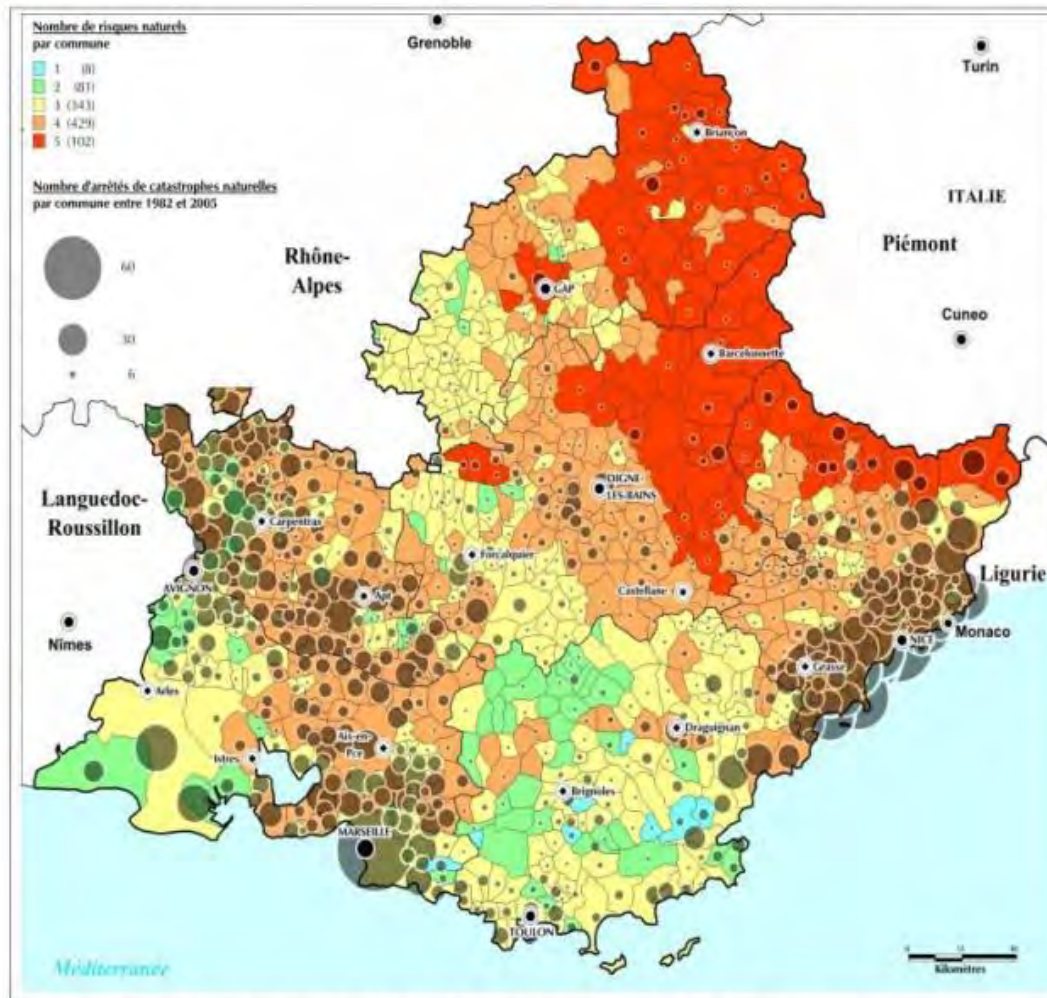 Nombre de risques naturels
par commune
1 (8)
2 (81)
3 (343)
4 (429)
5 (102)
Nombre d'arrêtés de catastrophes naturelles
par commune entre 1982 et 2005
60
30
6
Grenoble
Turin
Briançon
ITALIE
Piémont
Rhône-
Alpes
GAP
Cuneo
Barcelonnette
Languedoc-
Roussillon
DIGNE-
LES-BAINS
Carpentras
Forcalquier
AVIGNON
Apt
Castellane
Ligurie
Nîmes
Monaco
NICE
Grasse
Arles
Draguignan
Aix-en-
Pce
Istres
Brignoles
MARSEILLE
TOULON
Méditerranée
Kilomètres